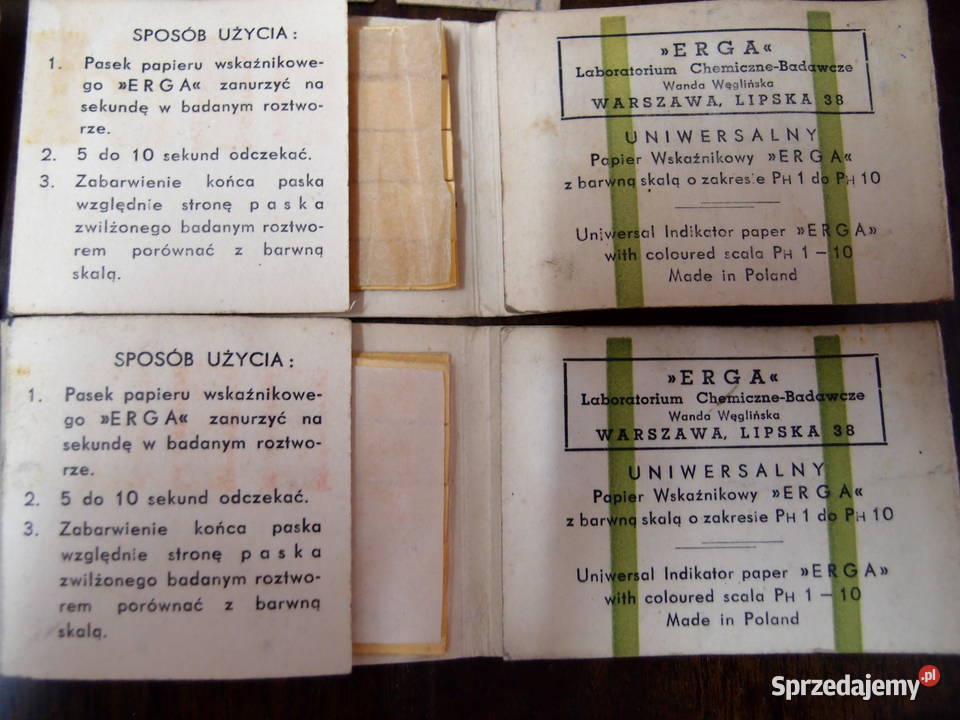 SPOSÓB UŻYCIA:
1. Pasek papieru wskaźnikowe-
go »ERGA« zanurzyć na
sekundę w badanym roztwo-
rze.
2. 5 do 10 sekund odczekać.
3. Zabarwienie końca paska
względnie stronę paska
zwilżonego badanym roztwo-
rem porównać z barwną
skalą.
»ERGA«
Laboratorium Chemiczne-Badawcze
Wanda Węglińska
WARSZAWA, LIPSKA 38
UNIWERSALNY
Papier Wskaźnikowy »ERGA«
z barwną skalą o zakresie PH 1 do PH 10
Uniwersal Indikator paper »ERGA»
with coloured scala PH 1 – 10
Made in Poland
SPOSÓB UŻYCIA:
1. Pasek papieru wskaźnikowe-
go »ERGA« zanurzyć na
sekundę w badanym roztwo-
rze.
2. 5 do 10 sekund odczekać.
3. Zabarwienie końca paska
względnie stronę paska
zwilżonego badanym roztwo-
rem porównać z barwną
skalą.
»ERGA«
Laboratorium Chemiczne-Badawcze
Wanda Węglińska
WARSZAWA, LIPSKA 38
UNIWERSALNY
Papier Wskaźnikowy »ERGA«
z barwną skalą o zakresie PH 1 do PH 10
Uniwersal Indikator paper »ERGA»
with coloured scala PH 1 – 10
Made in Poland
Sprzedajemy.pl